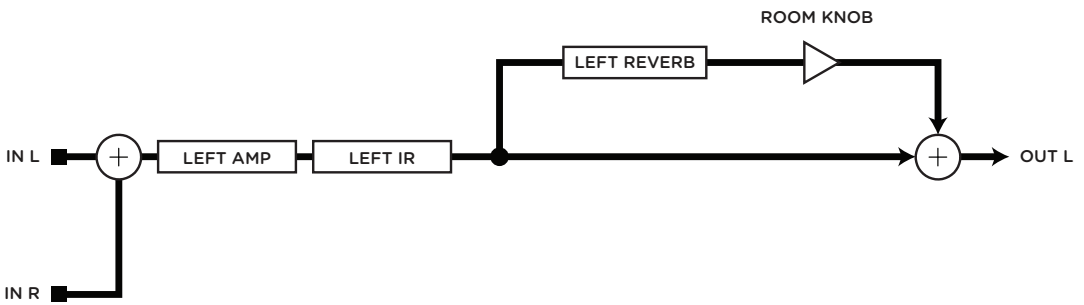 ROOM KNOB
LEFT REVERB
IN L
+
LEFT AMP
LEFT IR
+
OUT L
IN R